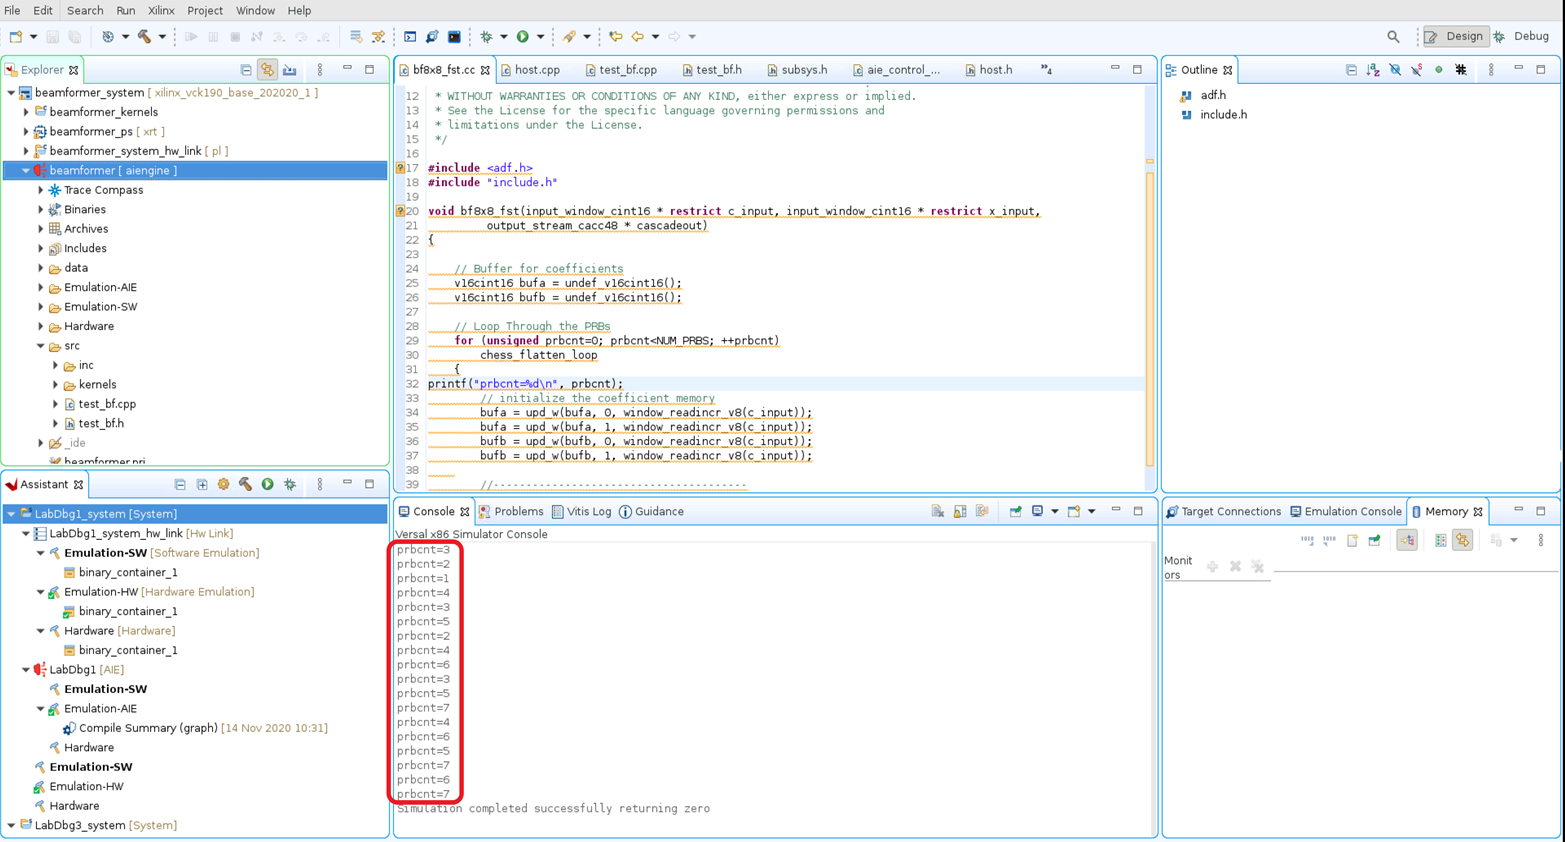 File Edit Search Run Xilinx Project Window Help
Design Debug
Explorer
beamformer_system [ xilinx_vck190_base_202020_1 ]
beamformer_kernels
beamformer_ps [ xrt ]
beamformer_system_hw_link [ pl ]
beamformer [ aiengine ]
Trace Compass
Binaries
Archives
Includes
data
Emulation-AIE
Emulation-SW
Hardware
src
inc
kernels
test_bf.cpp
test_bf.h
_ide
beamformer.prj
bf8x8_fst.cc host.cpp test_bf.cpp test_bf.h subsys.h aie_control_... host.h »4
12 * WITHOUT WARRANTIES OR CONDITIONS OF ANY KIND, either express or implied.
13 * See the License for the specific language governing permissions and
14 * limitations under the License.
15 */
16
17 #include <adf.h>
18 #include "include.h"
19
20 void bf8x8_fst(input_window_cint16 * restrict c_input, input_window_cint16 * restrict x_input,
21 output_stream_cacc48 * cascadeout)
22 {
23
24 // Buffer for coefficients
25 v16cint16 bufa = undef_v16cint16();
26 v16cint16 bufb = undef_v16cint16();
27
28 // Loop Through the PRBs
29 for (unsigned prbcnt=0; prbcnt<NUM_PRBS; ++prbcnt)
30 chess_flatten_loop
31 {
32 printf("prbcnt=%d\n", prbcnt);
33 // initialize the coefficient memory
34 bufa = upd_w(bufa, 0, window_readincr_v8(c_input));
35 bufa = upd_w(bufa, 1, window_readincr_v8(c_input));
36 bufb = upd_w(bufb, 0, window_readincr_v8(c_input));
37 bufb = upd_w(bufb, 1, window_readincr_v8(c_input));
38
39 //---------------------------------------
Outline
adf.h
include.h
Assistant
LabDbg1_system [System]
LabDbg1_system_hw_link [Hw Link]
Emulation-SW [Software Emulation]
binary_container_1
Emulation-HW [Hardware Emulation]
binary_container_1
Hardware [Hardware]
binary_container_1
LabDbg1 [AIE]
Emulation-SW
Emulation-AIE
Compile Summary (graph) [14 Nov 2020 10:31]
Hardware
Emulation-SW
Emulation-HW
Hardware
LabDbg3_system [System]
Console Problems Vitis Log Guidance
Versal x86 Simulator Console
prbcnt=3
prbcnt=2
prbcnt=1
prbcnt=4
prbcnt=3
prbcnt=5
prbcnt=2
prbcnt=4
prbcnt=6
prbcnt=3
prbcnt=5
prbcnt=7
prbcnt=4
prbcnt=6
prbcnt=5
prbcnt=7
prbcnt=6
prbcnt=7
Simulation completed successfully returning zero
Target Connections Emulation Console Memory
Monit
ors